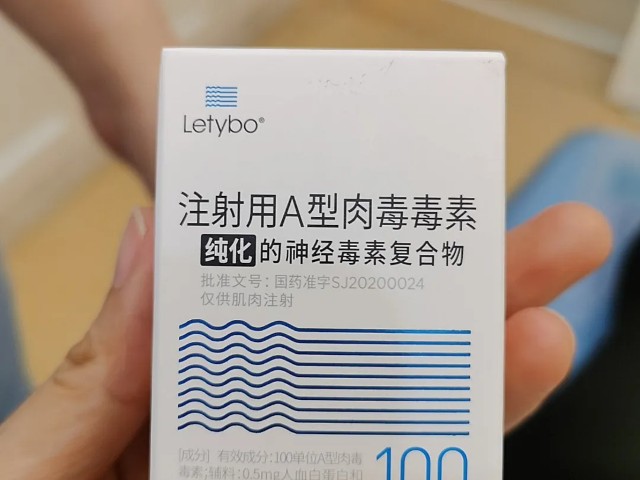 Letybo®
注射用A型肉毒毒素
纯化的神经毒素复合物
批准文号：国药准字SJ20200024
仅供肌肉注射
[成分] 有效成分：100单位A型肉毒
毒素；辅料：0.5mg人血白蛋白和
100